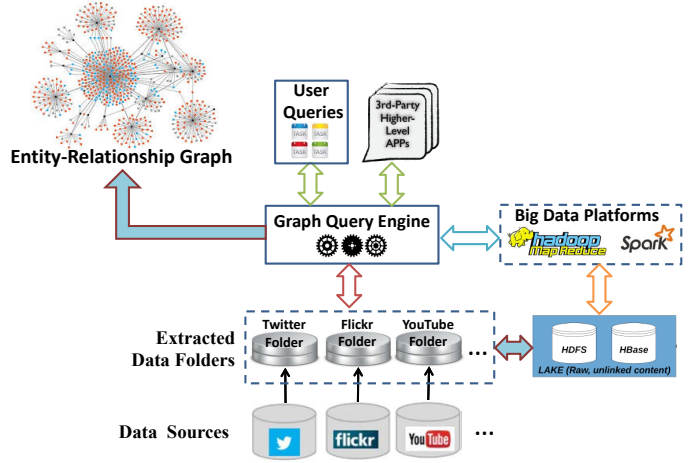 User
Queries
TASK TASK
TASK TASK
3rd-Party
Higher-
Level
APPs
Entity-Relationship Graph
Graph Query Engine
Big Data Platforms
hadoop
Map Reduce
Spark
Extracted
Data Folders
Twitter
Folder
Flickr
Folder
YouTube
Folder
...
HDFS
HBase
LAKE (Raw, unlinked content)
Data Sources
flickr
YouTube
...